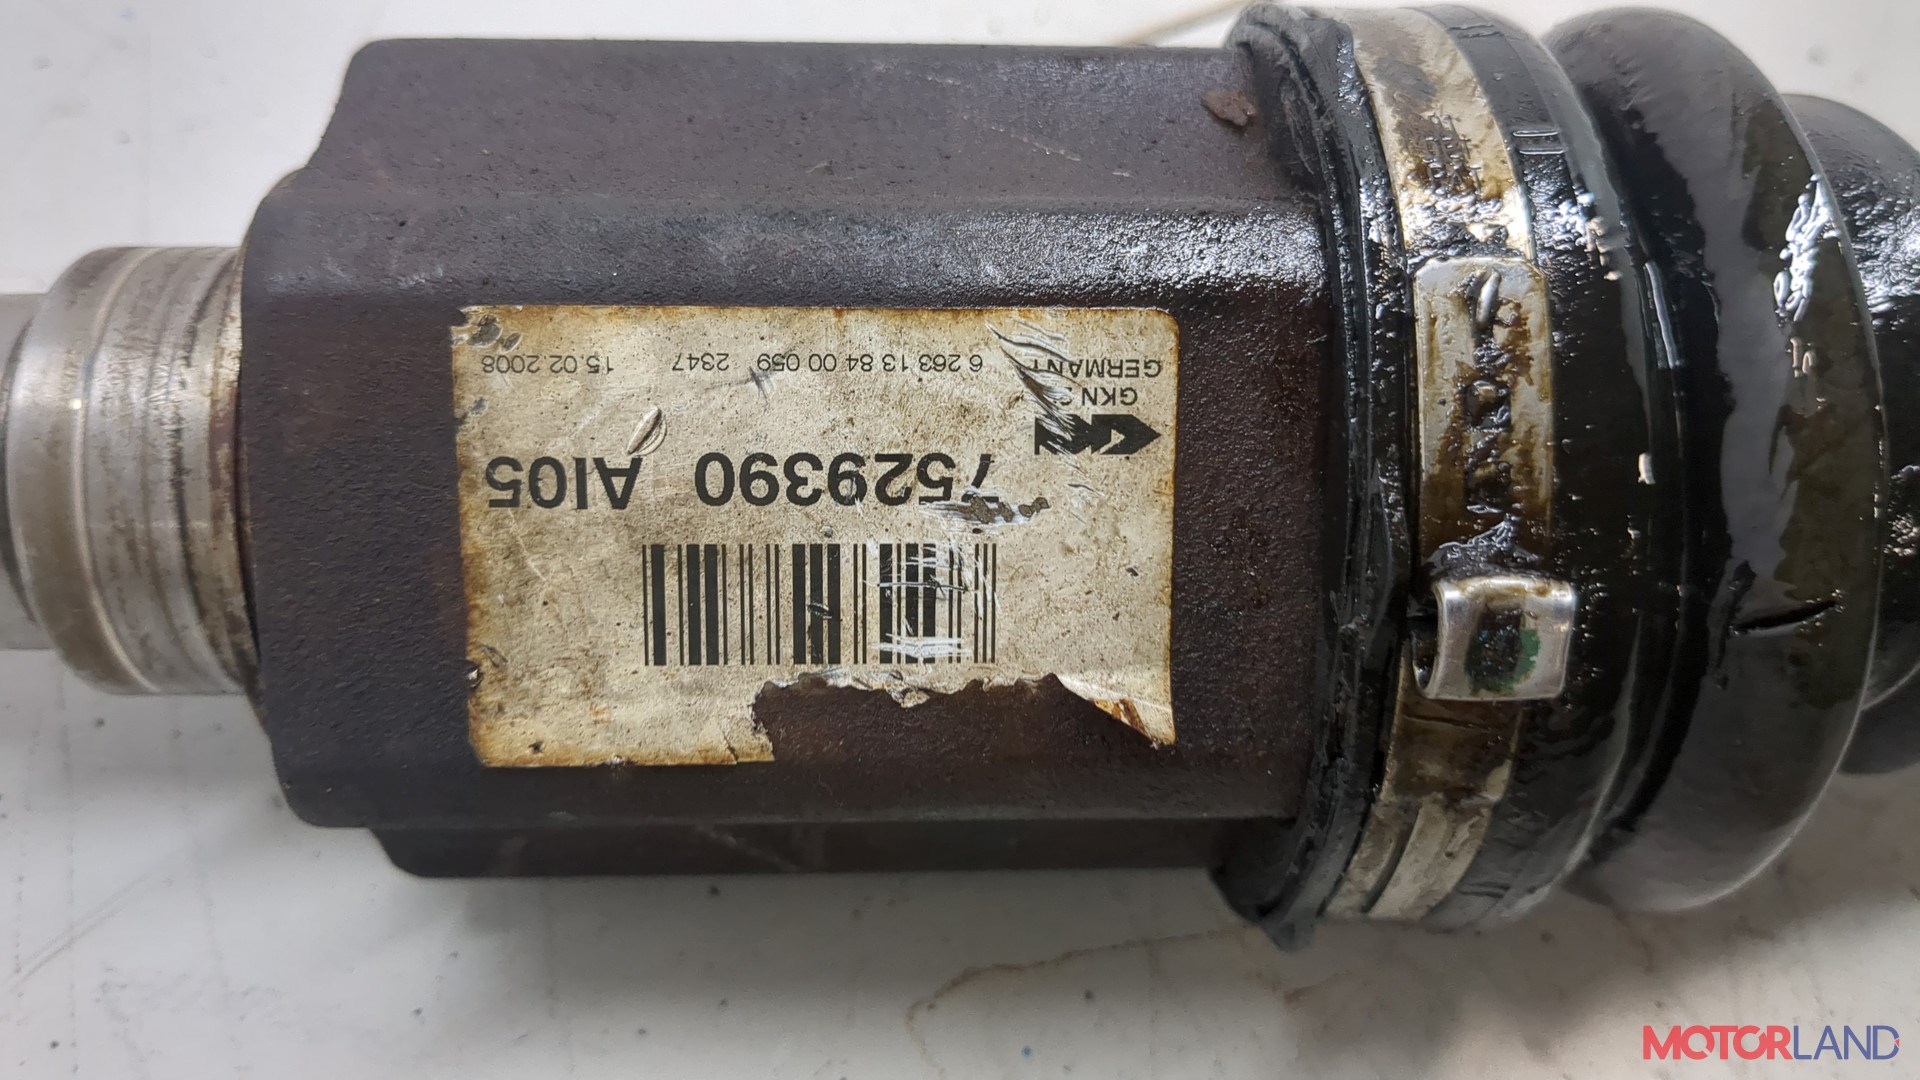 7529390 AI05
GKN
GERMANY
6 263 13 84 00 059 2347 15.02 2008
MOTORLAND